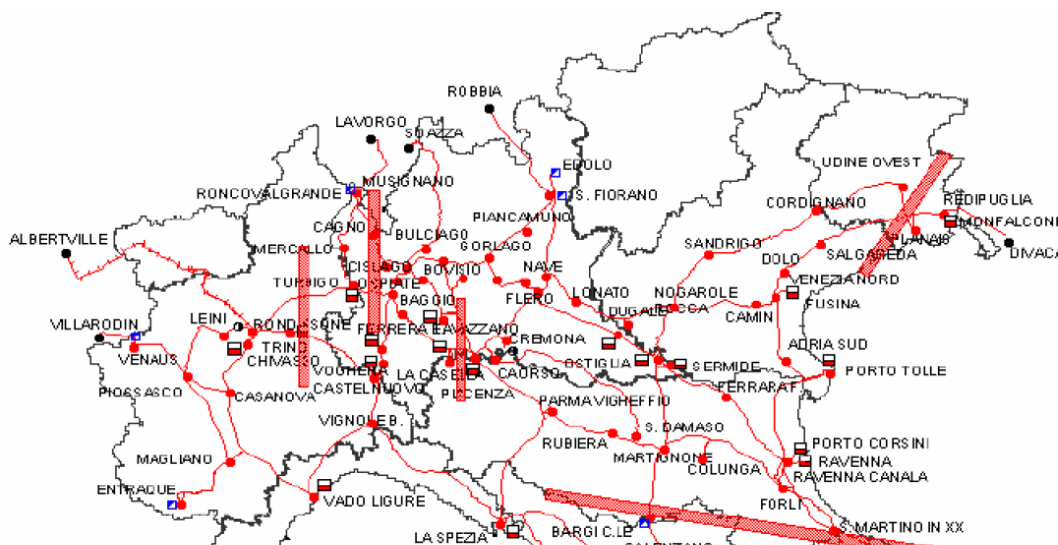 ROBBIA
LAVORGO
SOAZZA
EDOLO
UDINE OVEST
RONCOVALGRANDE
MUSIGNANO
S. FIORANO
REDIPUGLIA
CORDIGNANO
MONFALCONE
PIANCAMUNO
CAGNO
BULCIAGO
PLANAIS
ALBERTVILLE
MERCALLO
GORLAGO
SANDRIGO
SALGAREDA
DIVACA
DOLO
CISLAGO
BOVISIO
NAVE
VENEZIA NORD
TURBIGO
OSPIATE
BAGGIO
FLERO
LONATO
NOGAROLE
ROCCA
FUSINA
VILLARODIN
LEINI
RONDISSONE
DUGALE
CAMIN
FERRERA E.
TAVAZZANO
CREMONA
VENAUS
TRINO
CHIVASSO
OSTIGLIA
ADRIA SUD
VOGHERA
LA CASELLA
CAORSO
SERMIDE
PORTO TOLLE
PIOSSASCO
CASANOVA
CASTELNUOVO
PIACENZA
FERRARA F.
PARMA VIGHEFFIO
VIGNOLE B.
S. DAMASO
RUBIERA
PORTO CORSINI
MAGLIANO
MARTIGNONE
COLUNGA
RAVENNA
RAVENNA CANALA
ENTRAQUE
VADO LIGURE
FORLI
S. MARTINO IN XX
LA SPEZIA
BARGI C.LE
CALENZANO